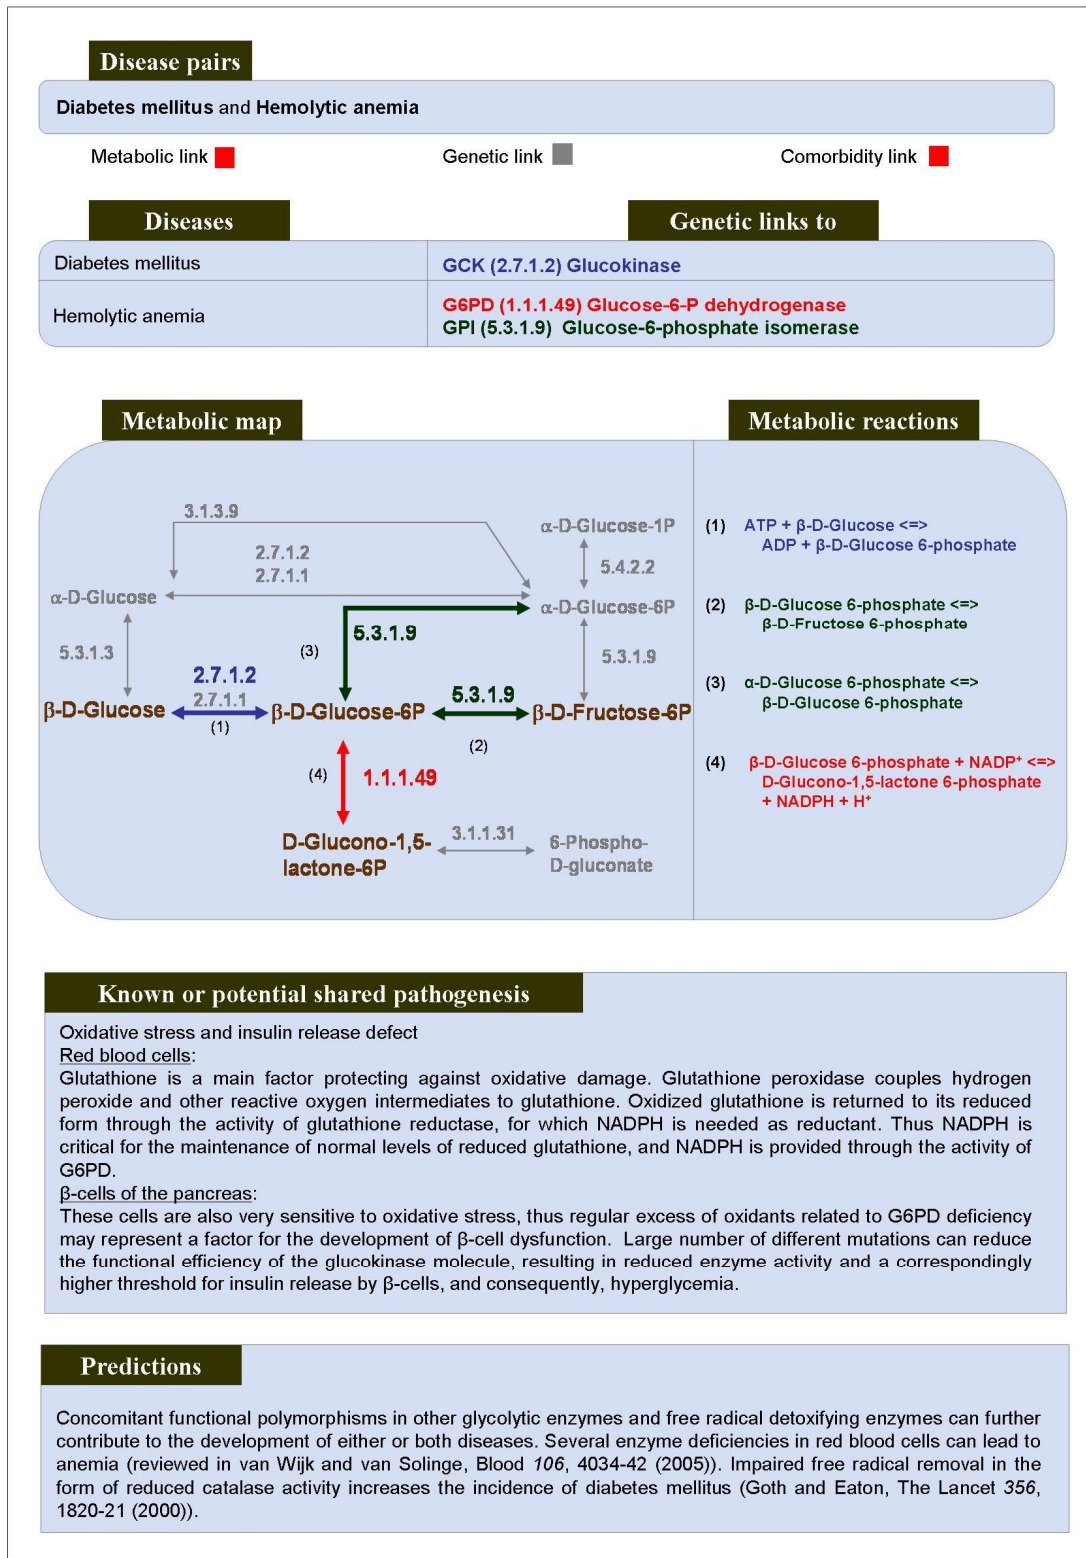 Disease pairs
Diabetes mellitus and Hemolytic anemia
Metabolic link
Genetic link
Comorbidity link
Diseases
Genetic links to
Diabetes mellitus
GCK (2.7.1.2) Glucokinase
Hemolytic anemia
G6PD (1.1.1.49) Glucose-6-P dehydrogenase
GPI (5.3.1.9) Glucose-6-phosphate isomerase
Metabolic map
3.1.3.9
α-D-Glucose-1P
2.7.1.2
2.7.1.1
5.4.2.2
α-D-Glucose
α-D-Glucose-6P
5.3.1.9
(3)
5.3.1.3
5.3.1.9
2.7.1.2
2.7.1.1
5.3.1.9
β-D-Glucose
β-D-Glucose-6P
β-D-Fructose-6P
(1)
(2)
(4)
1.1.1.49
D-Glucono-1,5-
lactone-6P
3.1.1.31
6-Phospho-
D-gluconate
Metabolic reactions
(1) ATP + β-D-Glucose <=>
ADP + β-D-Glucose 6-phosphate
(2) β-D-Glucose 6-phosphate <=>
β-D-Fructose 6-phosphate
(3) α-D-Glucose 6-phosphate <=>
β-D-Glucose 6-phosphate
(4) β-D-Glucose 6-phosphate + NADP⁺ <=>
D-Glucono-1,5-lactone 6-phosphate
+ NADPH + H⁺
Known or potential shared pathogenesis
Oxidative stress and insulin release defect
Red blood cells:
Glutathione is a main factor protecting against oxidative damage. Glutathione peroxidase couples hydrogen
peroxide and other reactive oxygen intermediates to glutathione. Oxidized glutathione is returned to its reduced
form through the activity of glutathione reductase, for which NADPH is needed as reductant. Thus NADPH is
critical for the maintenance of normal levels of reduced glutathione, and NADPH is provided through the activity of
G6PD.
β-cells of the pancreas:
These cells are also very sensitive to oxidative stress, thus regular excess of oxidants related to G6PD deficiency
may represent a factor for the development of β-cell dysfunction. Large number of different mutations can reduce
the functional efficiency of the glucokinase molecule, resulting in reduced enzyme activity and a correspondingly
higher threshold for insulin release by β-cells, and consequently, hyperglycemia.
Predictions
Concomitant functional polymorphisms in other glycolytic enzymes and free radical detoxifying enzymes can further
contribute to the development of either or both diseases. Several enzyme deficiencies in red blood cells can lead to
anemia (reviewed in van Wijk and van Solinge, Blood 106, 4034-42 (2005)). Impaired free radical removal in the
form of reduced catalase activity increases the incidence of diabetes mellitus (Goth and Eaton, The Lancet 356,
1820-21 (2000)).